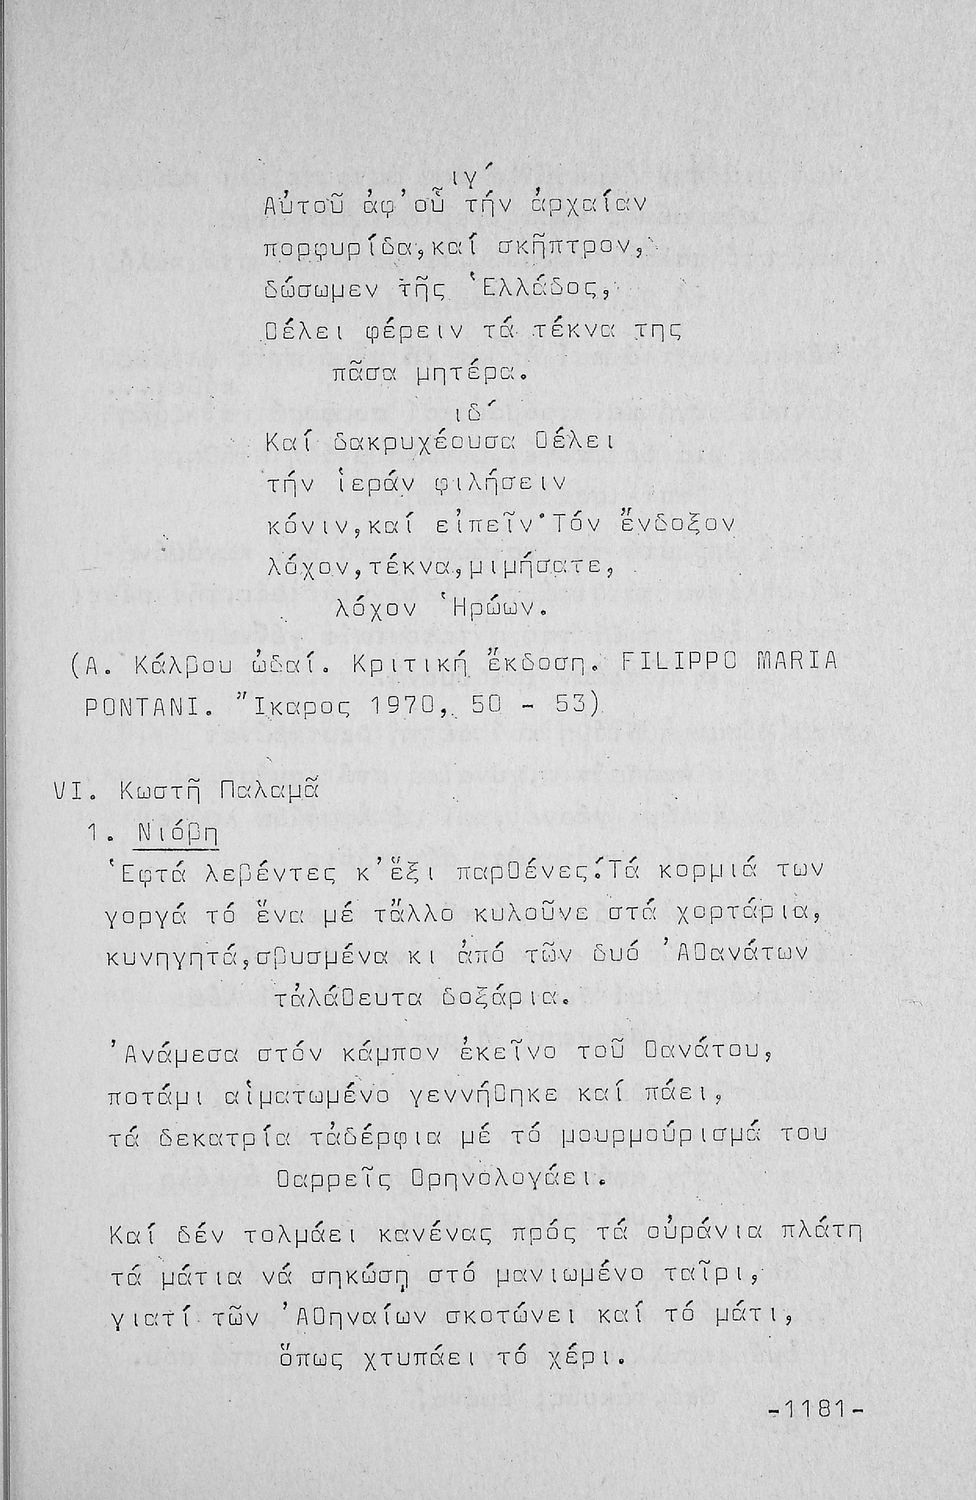 ιγ´
Αὐτοῦ ἀφ' οὗ τήν ἀρχαίαν
πορφυρίδα, καί σκῆπτρον,
δώσωμεν τῆς Ἑλλάδος,
θέλει φέρειν τά τέκνα της
πᾶσα μητέρα.
ιδ´
Καί δακρυχέουσα θέλει
τήν ἱεράν φιλήσειν
κόνιν, καί εἰπεῖν· Τόν ἔνδοξον
λόχον, τέκνα, μιμήσατε,
λόχον Ἡρώων.
(Α. Κάλβου ὠδαί. Κριτική ἔκδοση. FILIPPO MARIA
PONTANI. Ἴκαρος 1970, 50 - 53)
VI. Κωστῆ Παλαμᾶ
1. Νιόβη
Ἑφτά λεβέντες κ' ἕξι παρθένες. Τά κορμιά των
γοργά τό ἕνα μέ τἄλλο κυλοῦνε στά χορτάρια,
κυνηγητά, σβυσμένα κι ἀπό τῶν δυό Ἀθανάτων
τἀλάθευτα δοξάρια.
Ἀνάμεσα στόν κάμπον ἐκεῖνο τοῦ θανάτου,
ποτάμι αἱματωμένο γεννήθηκε καί πάει,
τά δεκατρία τἀδέρφια μέ τό μουρμούρισμά του
θαρρεῖς θρηνολογάει.
Καί δέν τολμάει κανένας πρός τά οὐράνια πλάτη
τά μάτια νά σηκώσῃ στό μανιωμένο ταῖρι,
γιατί τῶν Ἀθηναίων σκοτώνει καί τό μάτι,
ὅπως χτυπάει τό χέρι.
-1181-